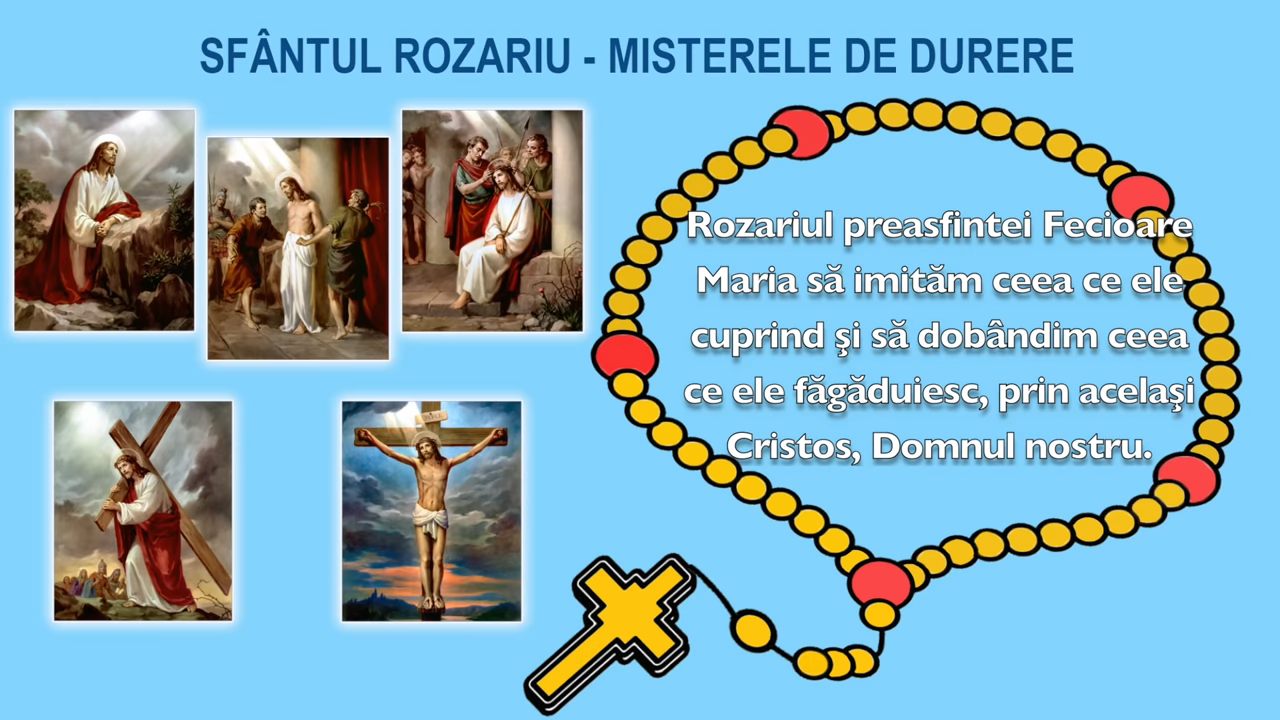 SFÂNTUL ROZARIU - MISTERELE DE DURERE
Rozariul preasfintei Fecioare
Maria să imităm ceea ce ele
cuprind şi să dobândim ceea
ce ele făgăduiesc, prin acelaşi
Cristos, Domnul nostru.